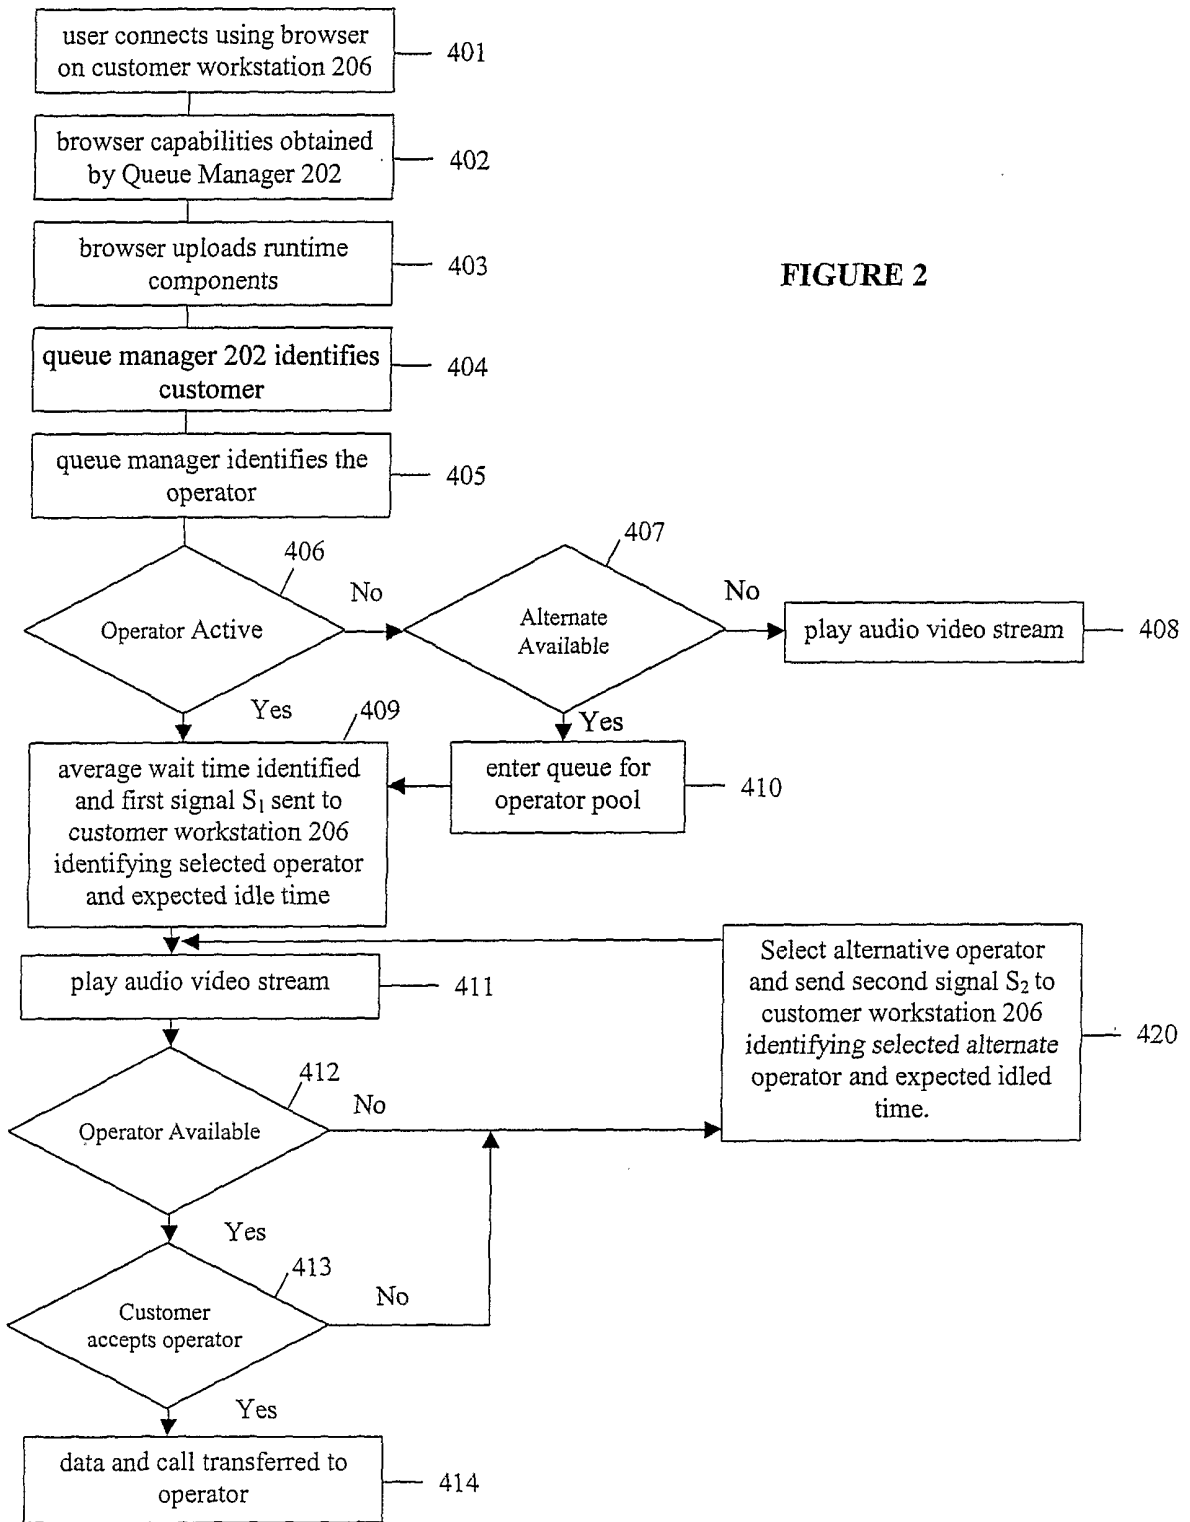 user connects using browser
on customer workstation 206
401
browser capabilities obtained
by Queue Manager 202
402
browser uploads runtime
components
403
FIGURE 2
queue manager 202 identifies
customer
404
queue manager identifies the
operator
405
406
Operator Active
No
407
Alternate
Available
No
play audio video stream
408
Yes
409
average wait time identified
and first signal S1 sent to
customer workstation 206
identifying selected operator
and expected idle time
Yes
enter queue for
operator pool
410
play audio video stream
411
Select alternative operator
and send second signal S2 to
customer workstation 206
identifying selected alternate
operator and expected idled
time.
420
412
Operator Available
No
Yes
413
Customer
accepts operator
No
Yes
data and call transferred to
operator
414